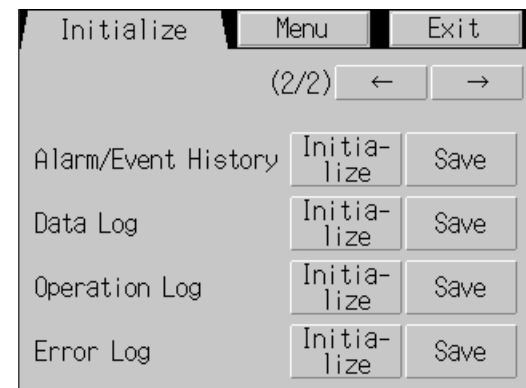 Initialize Menu Exit
(2/2) ← →
Alarm/Event History Initia-
lize Save
Data Log Initia-
lize Save
Operation Log Initia-
lize Save
Error Log Initia-
lize Save